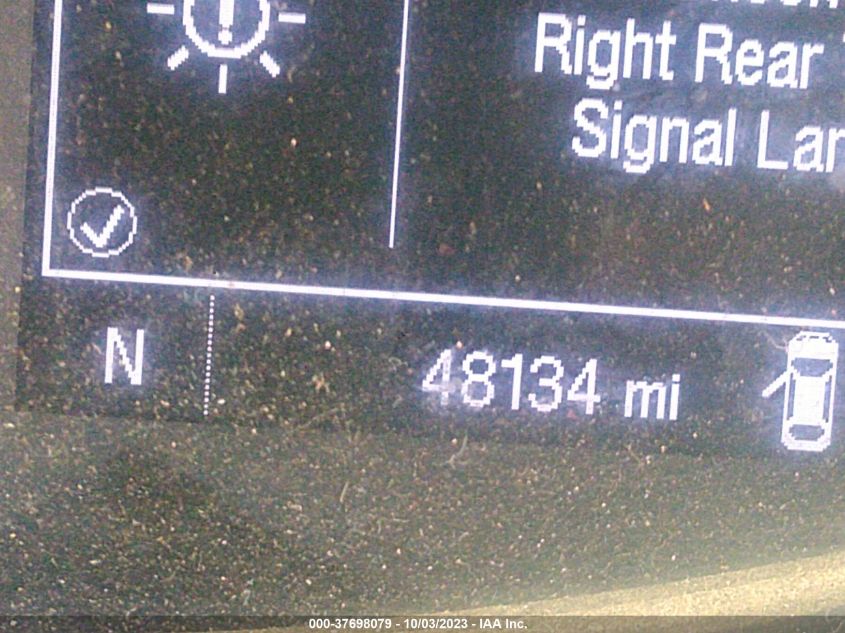 Right Rear
Signal
N
48134 mi
000-37698079 - 10/03/2023 - IAA Inc.